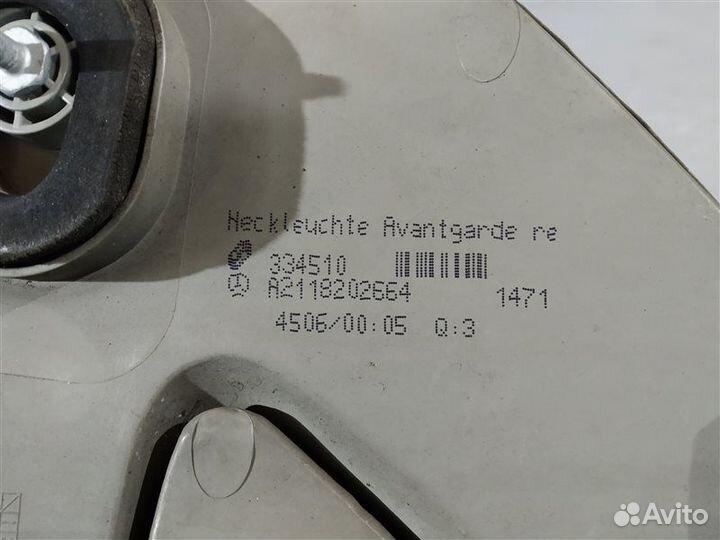 Heckleuchte Avantgarde re
334510
A2118202664 1471
4506/00:05 Q:3
Avito